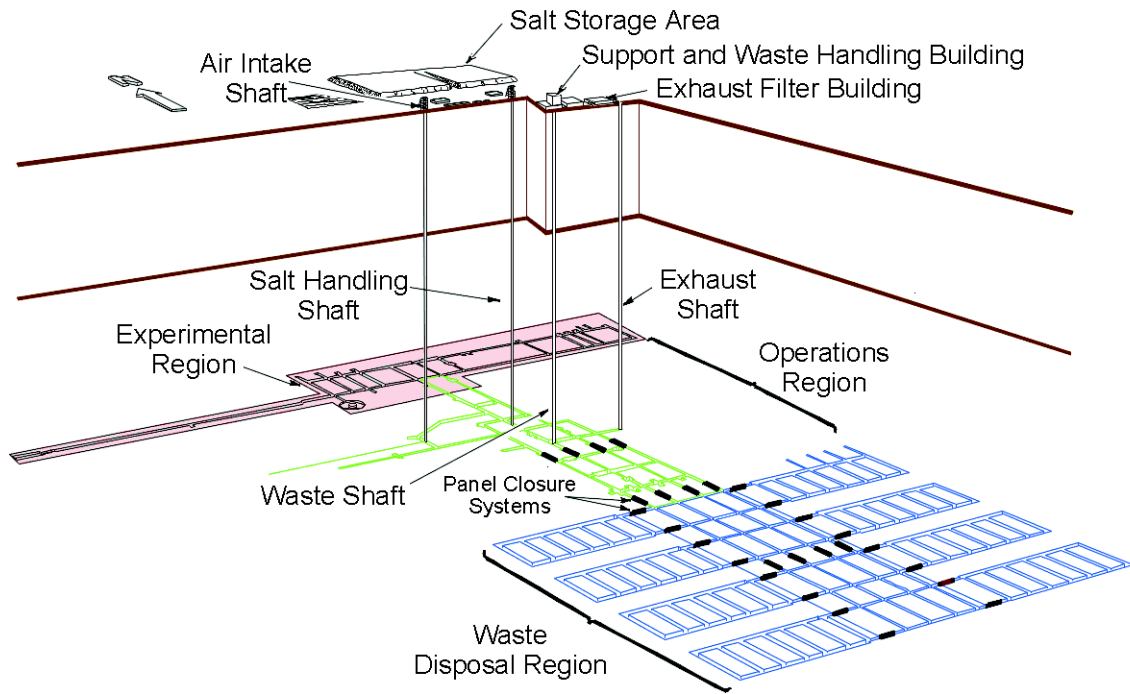 Salt Storage Area
Air Intake
Shaft
Support and Waste Handling Building
Exhaust Filter Building
Salt Handling
Shaft
Exhaust
Shaft
Experimental
Region
Operations
Region
Waste Shaft
Panel Closure
Systems
Waste
Disposal Region